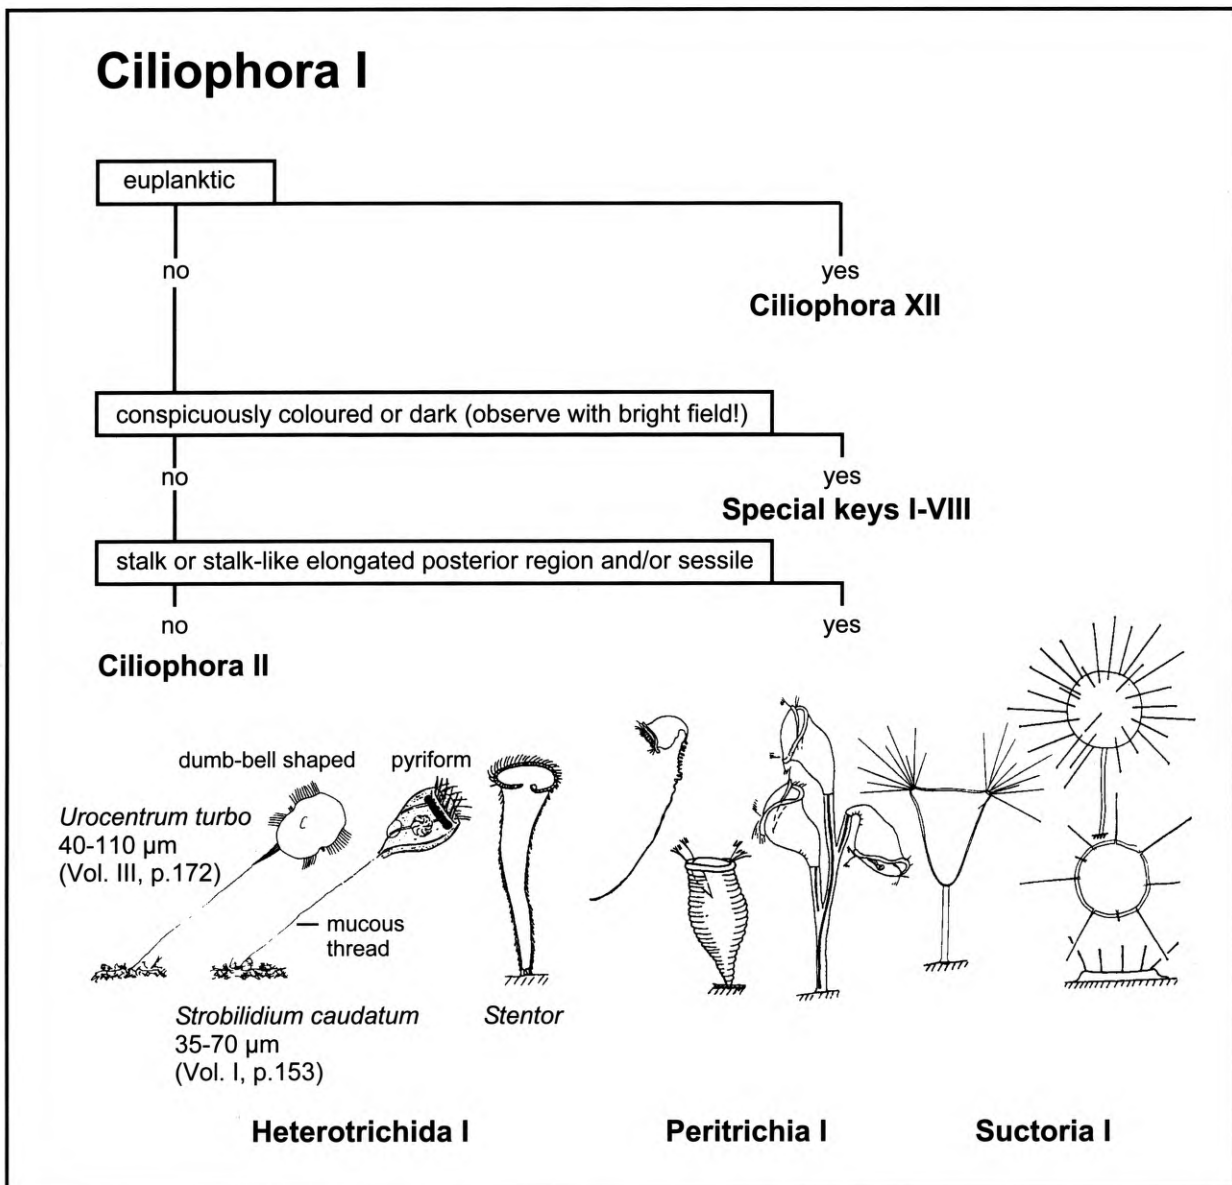 Ciliophora I
euplanktic
no
yes
Ciliophora XII
conspicuously coloured or dark (observe with bright field!)
no
yes
Special keys I-VIII
stalk or stalk-like elongated posterior region and/or sessile
no
yes
Ciliophora II
dumb-bell shaped
pyriform
Urocentrum turbo
40-110 µm
(Vol. III, p.172)
mucous
thread
Strobilidium caudatum
35-70 µm
(Vol. I, p.153)
Stentor
Heterotrichida I
Peritrichia I
Suctoria I